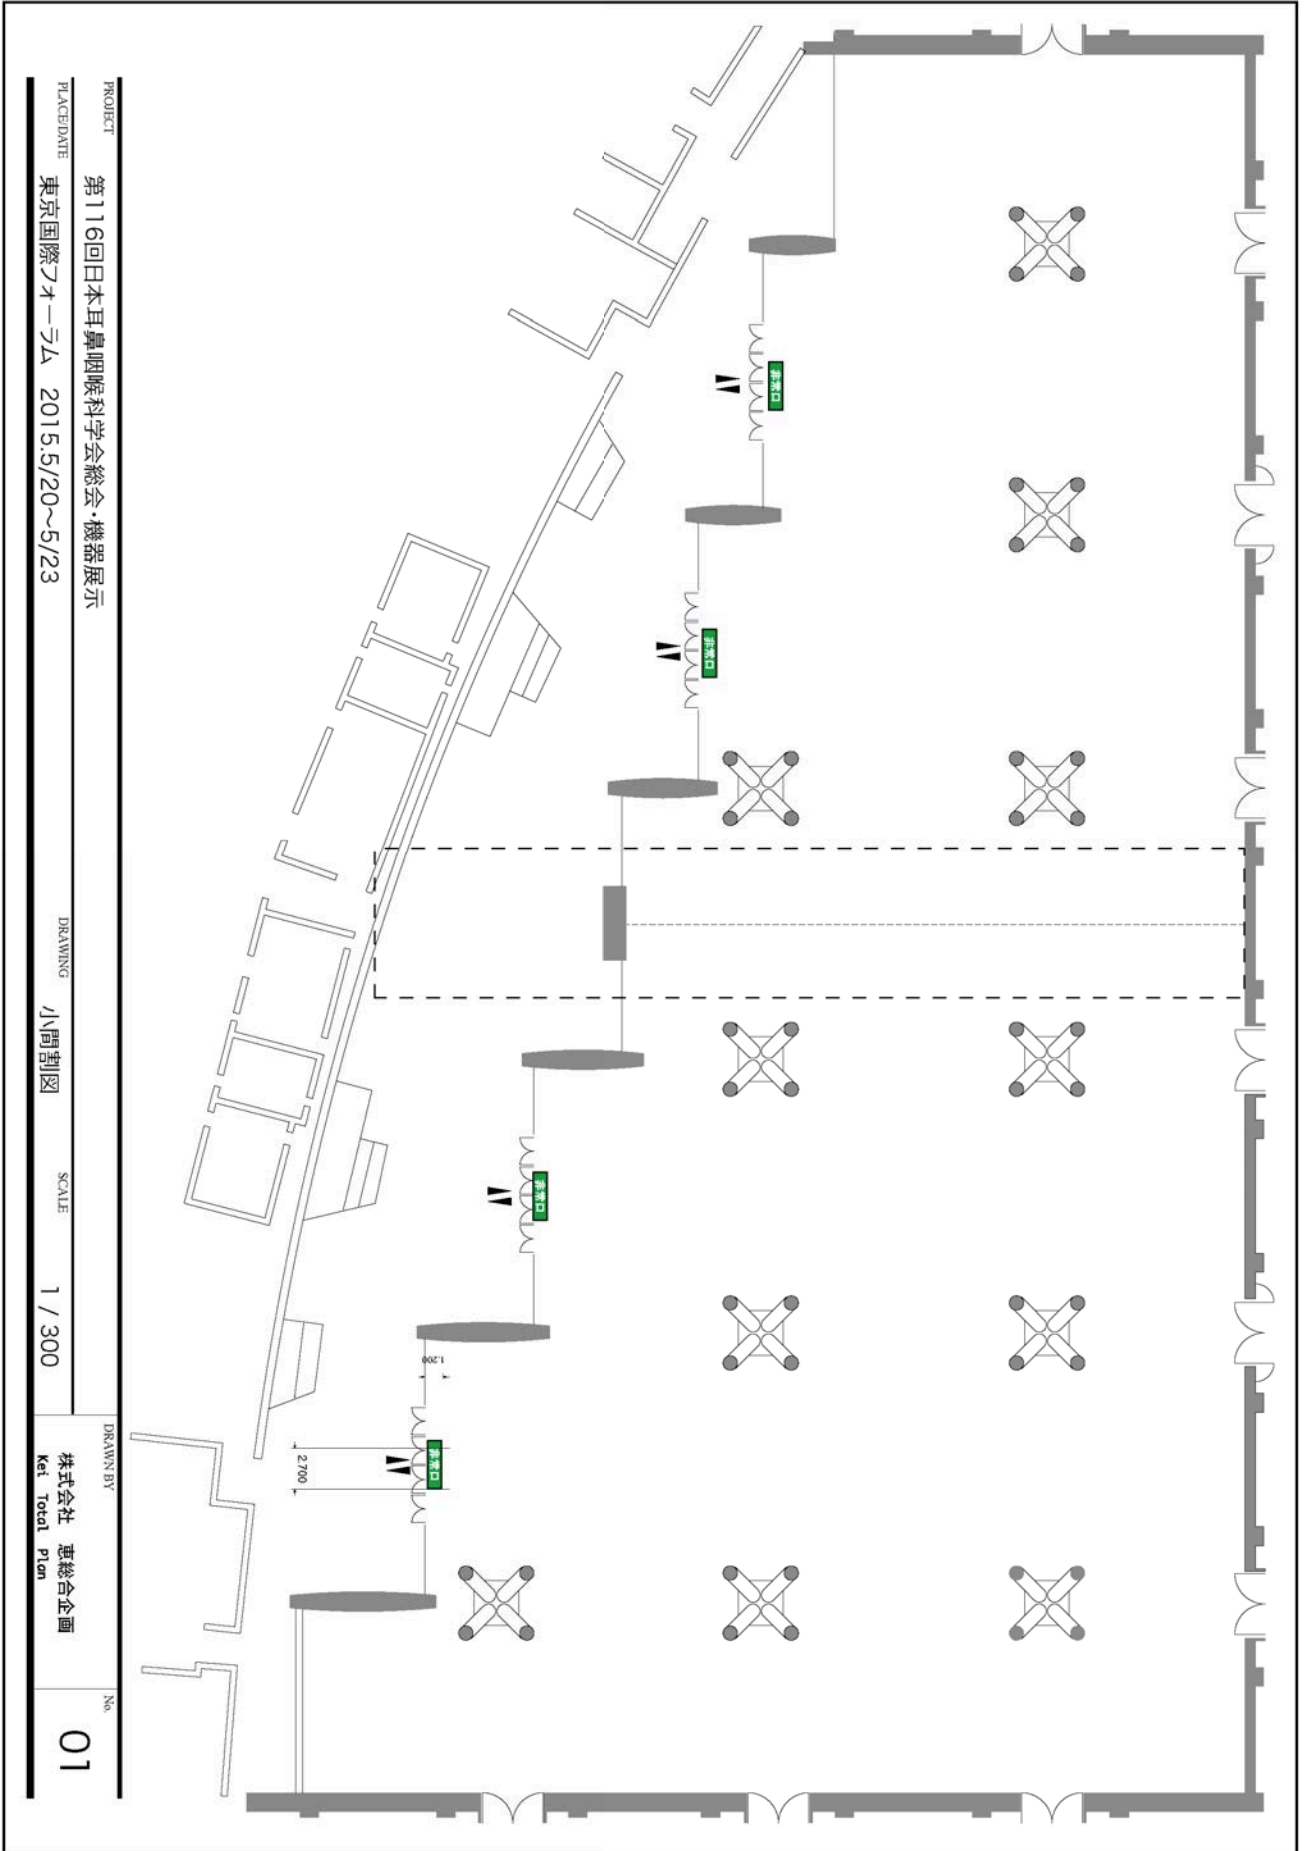 PROJECT
第116回日本耳鼻咽喉科学会総会・機器展示
PLACE/DATE
東京国際フォーラム 2015.5/20〜5/23
DRAWING
小間割図
SCALE
1 / 300
DRAWN BY
株式会社 恵総合企画
Kei Total Plan
No.
01
非常口
非常口
非常口
非常口
1.200
2.700